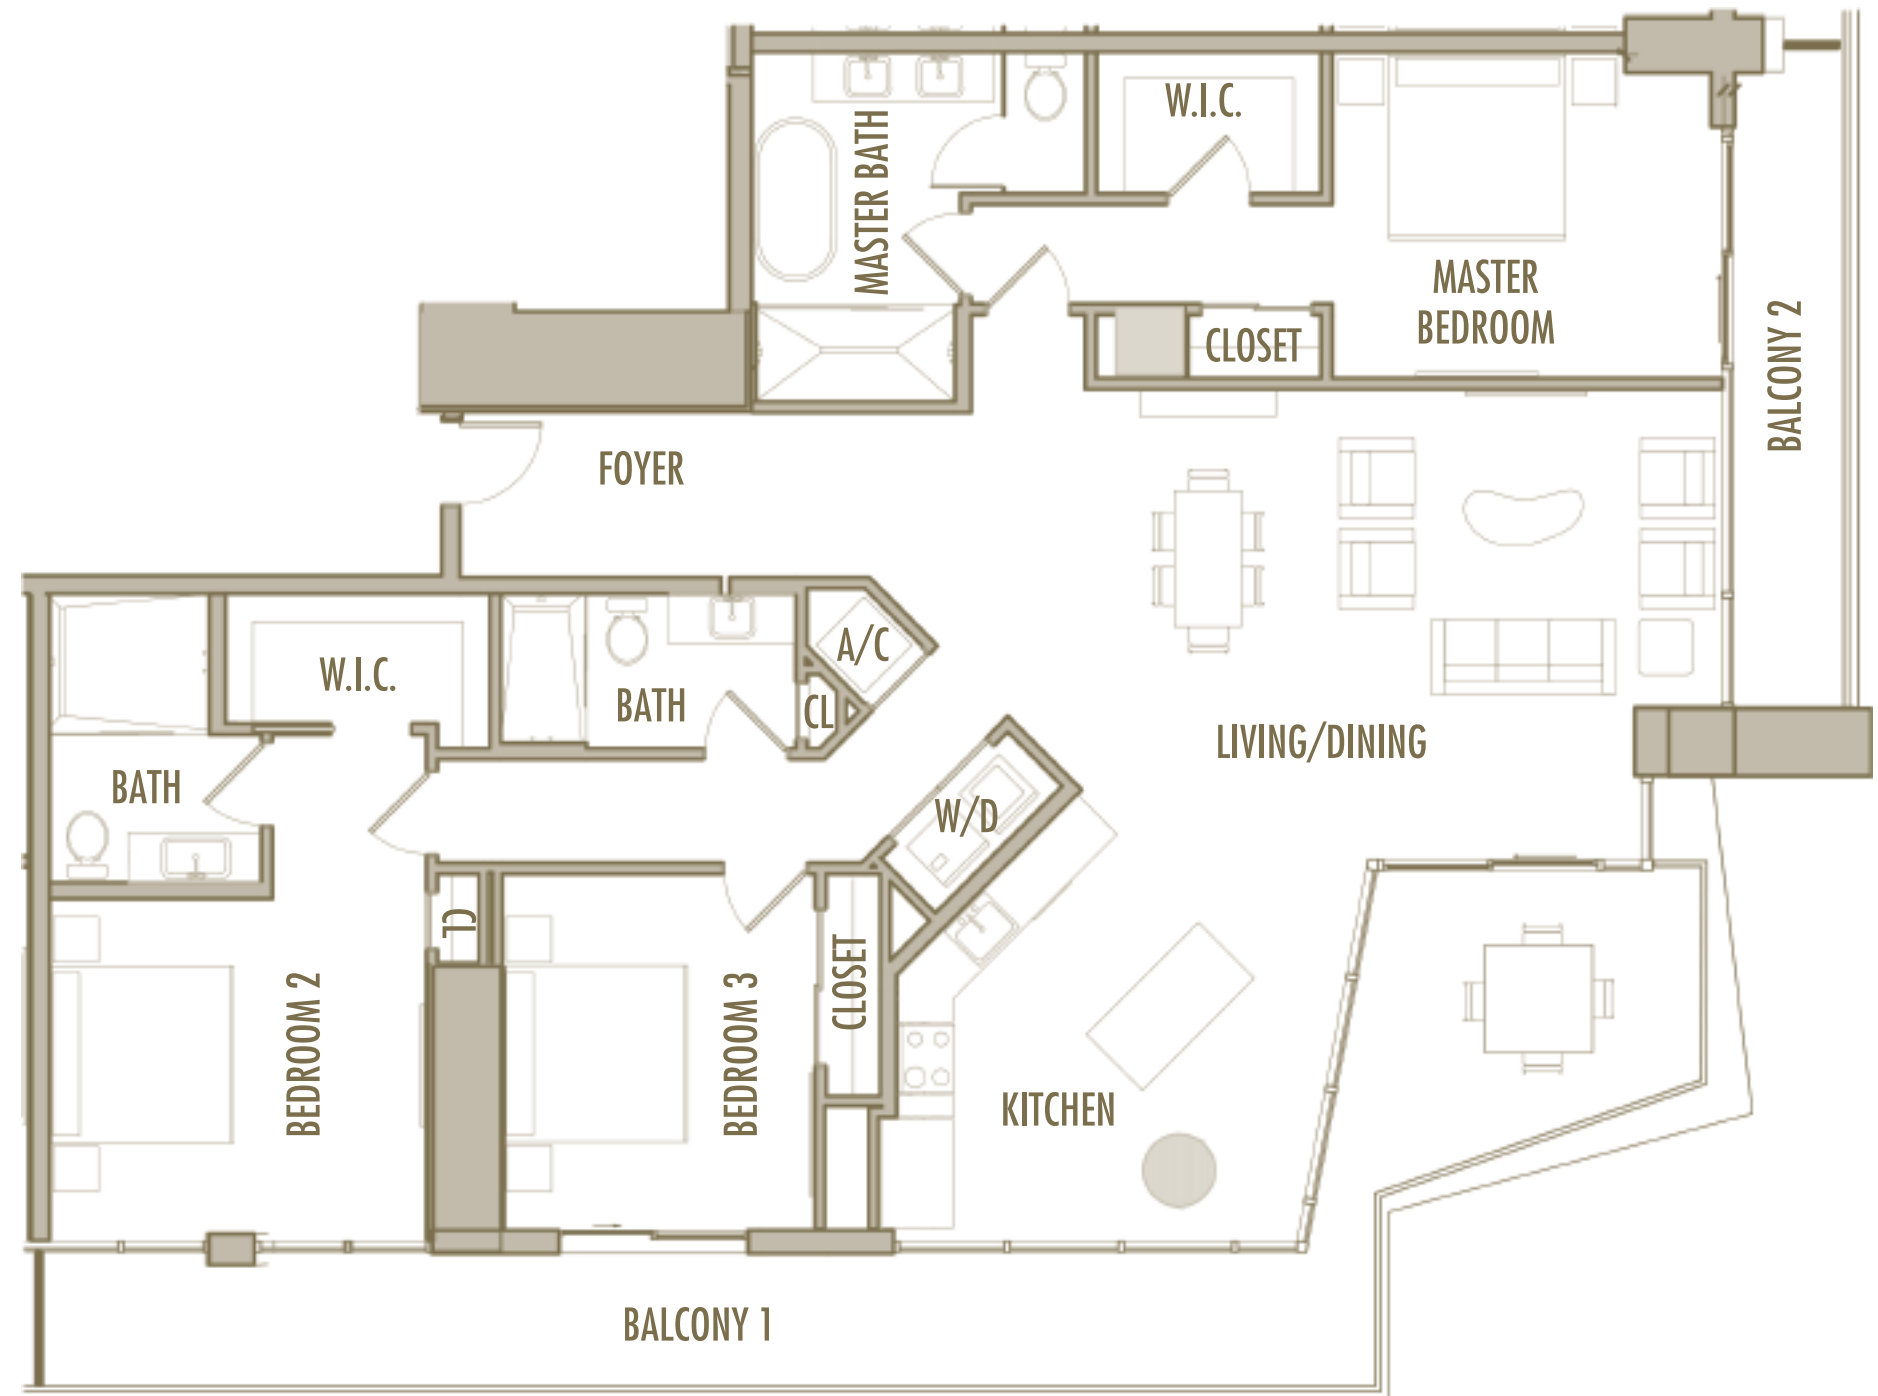 W.I.C.
MASTER BATH
MASTER
BEDROOM
CLOSET
BALCONY 2
FOYER
A/C
W.I.C.
BATH
CL
LIVING/DINING
BATH
W/D
CL
CLOSET
BEDROOM 2
BEDROOM 3
KITCHEN
BALCONY 1